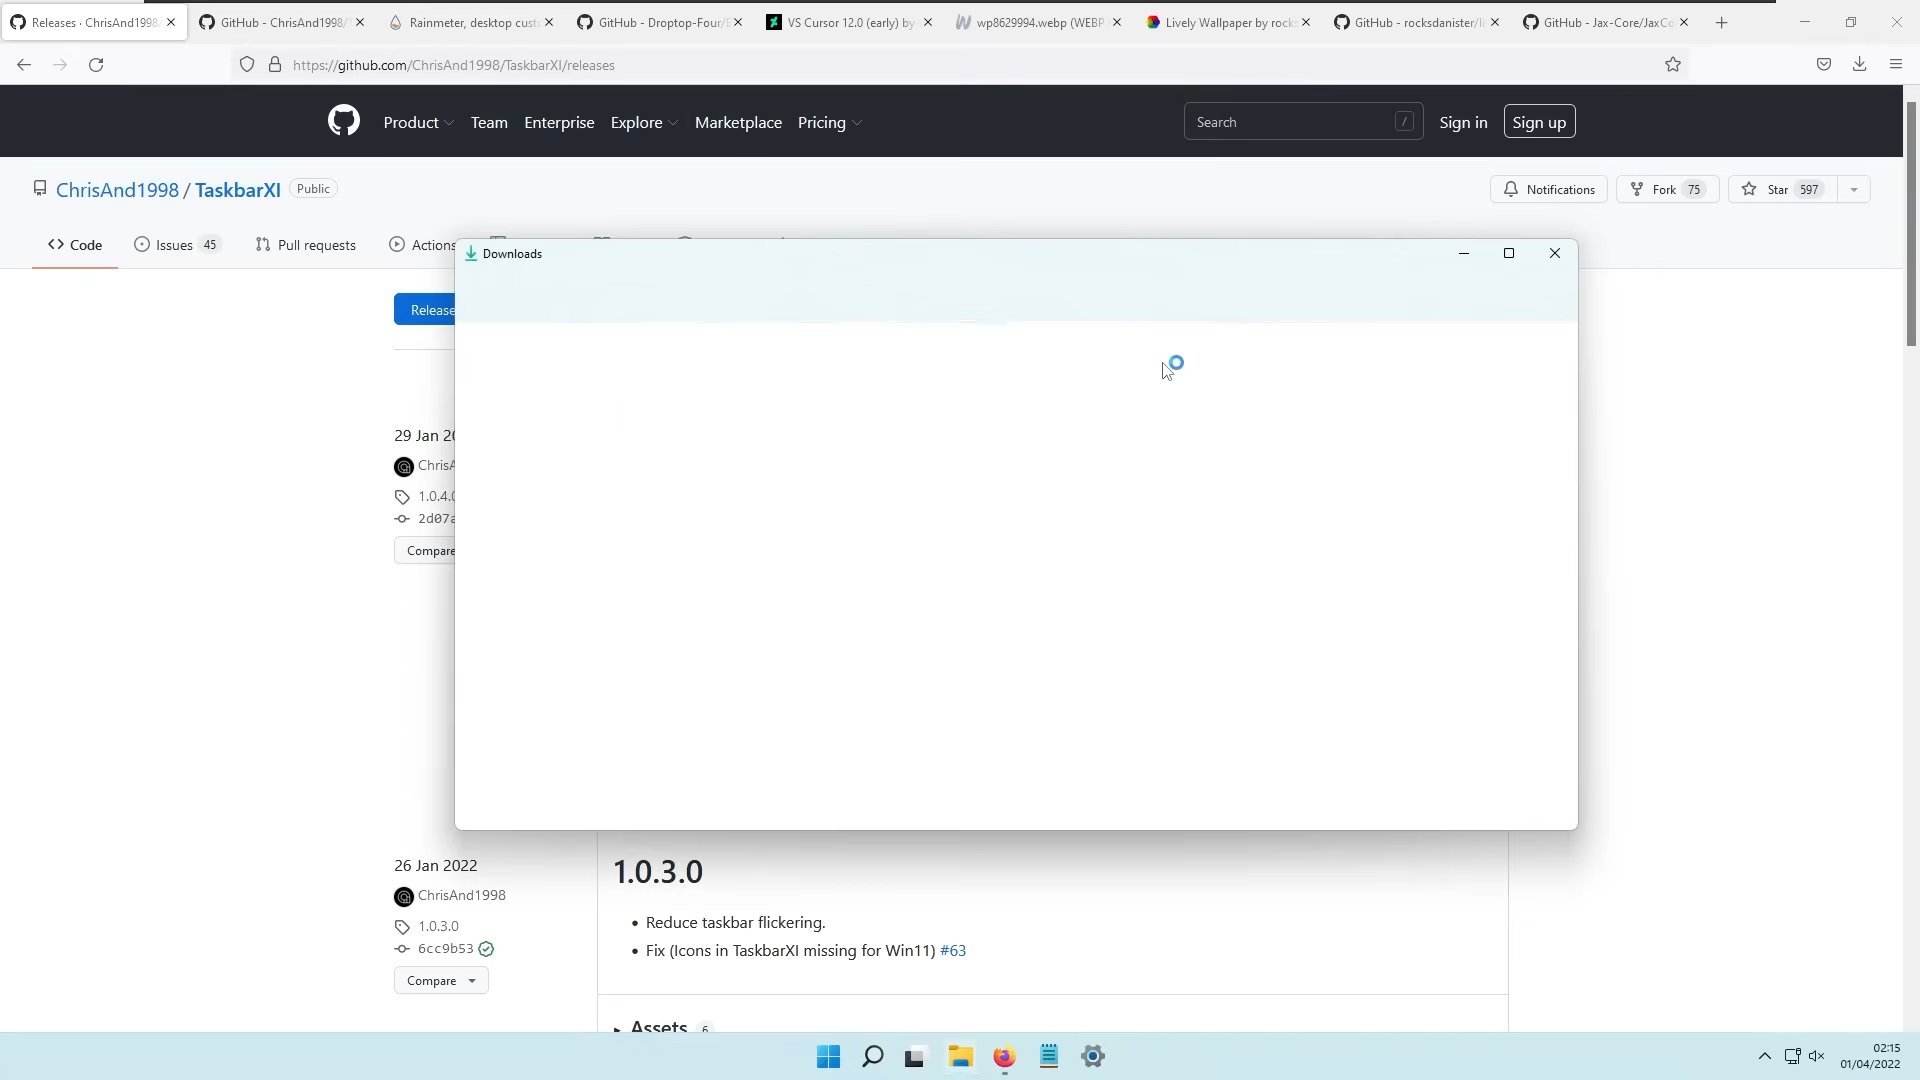 Releases · ChrisAnd1998/
GitHub - ChrisAnd1998/
Rainmeter, desktop custo
GitHub - Droptop-Four/
VS Cursor 12.0 (early) by
wp8629994.webp (WEBP
Lively Wallpaper by rocks
GitHub - rocksdanister/li
GitHub - Jax-Core/JaxCo
https://github.com/ChrisAnd1998/TaskbarXI/releases
Product
Team
Enterprise
Explore
Marketplace
Pricing
Search
/
Sign in
Sign up
ChrisAnd1998 / TaskbarXI
Public
Notifications
Fork 75
Star 597
Code
Issues 45
Pull requests
Actions
Downloads
Release
29 Jan 20
ChrisA
1.0.4.0
2d07a
Compare
26 Jan 2022
ChrisAnd1998
1.0.3.0
6cc9b53
Compare
1.0.3.0
• Reduce taskbar flickering.
• Fix (Icons in TaskbarXI missing for Win11) #63
Assets 6
02:15
01/04/2022